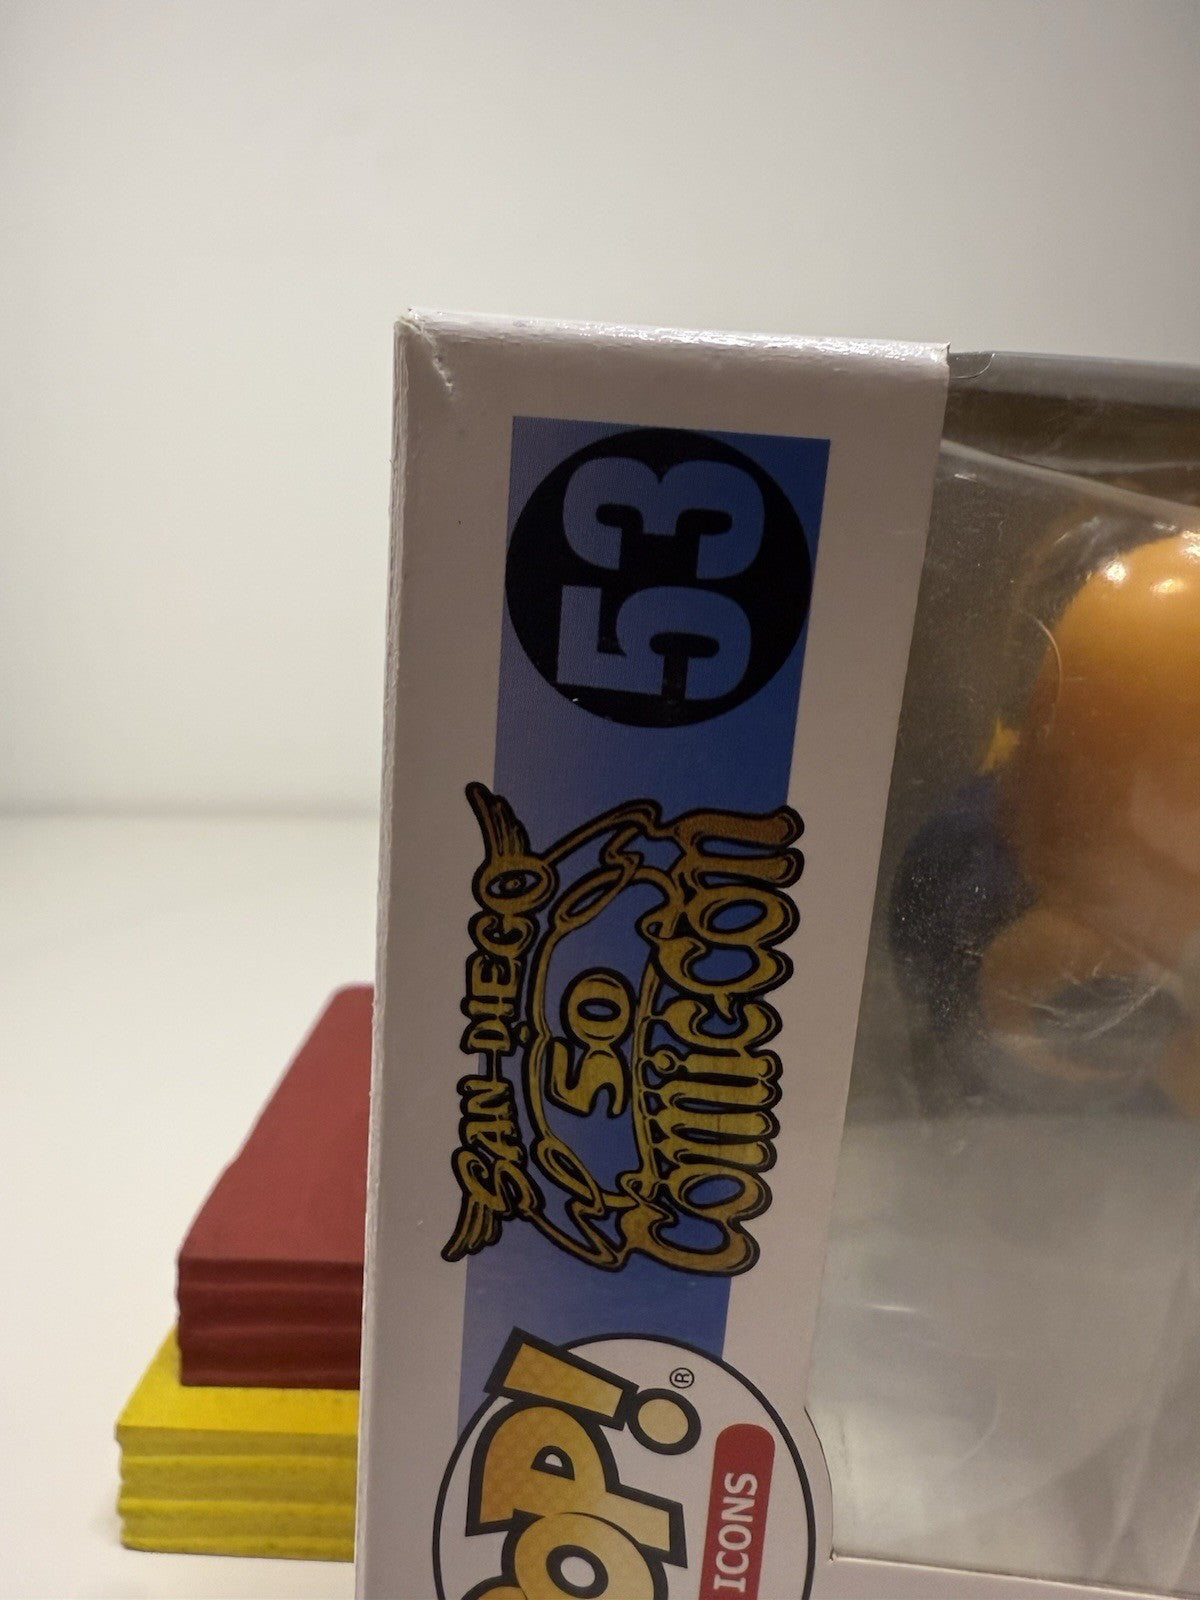 53
SAN-DIEGO
50
comic con
POP!®
ICONS